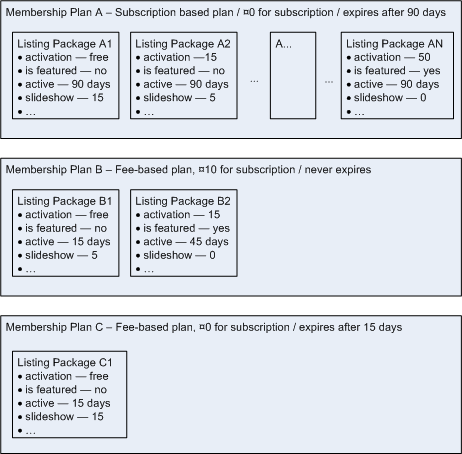 Membership Plan A – Subscription based plan / ¤0 for subscription / expires after 90 days
Listing Package A1
• activation — free
• is featured — no
• active — 90 days
• slideshow — 15
• ...
Listing Package A2
• activation —15
• is featured — no
• active — 90 days
• slideshow — 5
• ...
...
A...
...
Listing Package AN
• activation — 50
• is featured — yes
• active — 90 days
• slideshow — 0
• ...
Membership Plan B – Fee-based plan, ¤10 for subscription / never expires
Listing Package B1
• activation — free
• is featured — no
• active — 15 days
• slideshow — 5
• ...
Listing Package B2
• activation — 15
• is featured — yes
• active — 45 days
• slideshow — 0
• ...
Membership Plan C – Fee-based plan, ¤0 for subscription / expires after 15 days
Listing Package C1
• activation — free
• is featured — no
• active — 15 days
• slideshow — 15
• ...